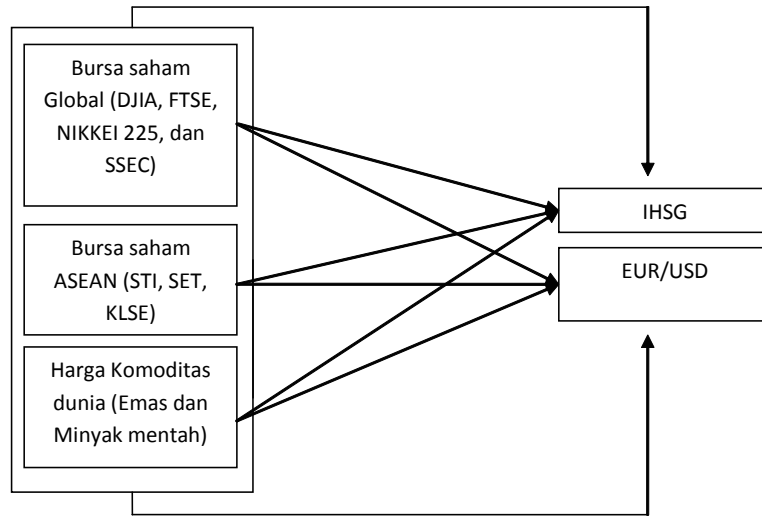 Bursa saham
Global (DJIA, FTSE,
NIKKEI 225, dan
SSEC)
Bursa saham
ASEAN (STI, SET,
KLSE)
Harga Komoditas
dunia (Emas dan
Minyak mentah)
IHSG
EUR/USD